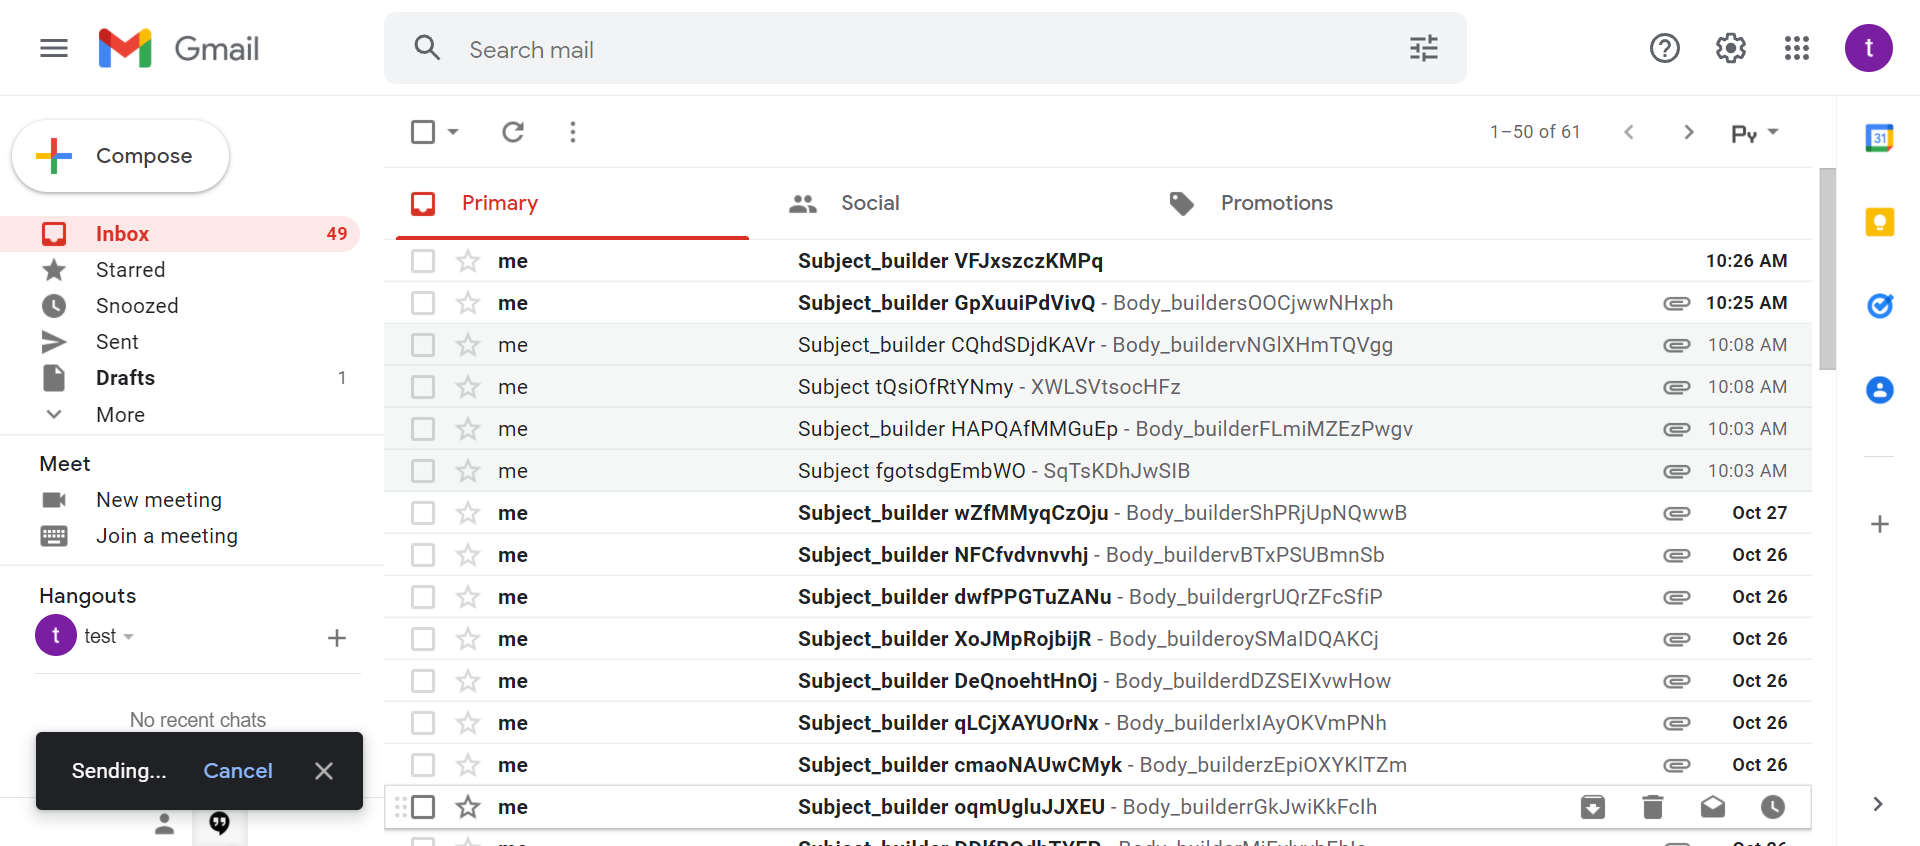 Gmail
Search mail
t
Compose
1–50 of 61
Py
31
Primary
Social
Promotions
Inbox 49
Starred
Snoozed
Sent
Drafts 1
More
Meet
New meeting
Join a meeting
Hangouts
t test
No recent chats
Sending... Cancel
me Subject_builder VFJxszczKMPq 10:26 AM
me Subject_builder GpXuuiPdVivQ - Body_buildersOOCjwwNHxph 10:25 AM
me Subject_builder CQhdSDjdKAVr - Body_buildervNGlXHmTQVgg 10:08 AM
me Subject tQsiOfRtYNmy - XWLSVtsocHFz 10:08 AM
me Subject_builder HAPQAfMMGuEp - Body_builderFLmiMZEzPwgv 10:03 AM
me Subject fgotsdgEmbWO - SqTsKDhJwSIB 10:03 AM
me Subject_builder wZfMMyqCzOju - Body_builderShPRjUpNQwwB Oct 27
me Subject_builder NFCfvdvnvvhj - Body_buildervBTxPSUBmnSb Oct 26
me Subject_builder dwfPPGTuZANu - Body_buildergrUQrZFcSfiP Oct 26
me Subject_builder XoJMpRojbijR - Body_builderoySMaIDQAKCj Oct 26
me Subject_builder DeQnoehtHnOj - Body_builderdDZSEIXvwHow Oct 26
me Subject_builder qLCjXAYUOrNx - Body_builderlxIAyOKVmPNh Oct 26
me Subject_builder cmaoNAUwCMyk - Body_builderzEpiOXYKlTZm Oct 26
me Subject_builder oqmUgluJJXEU - Body_builderrGkJwiKkFcIh
me Subject_builder Oct 26